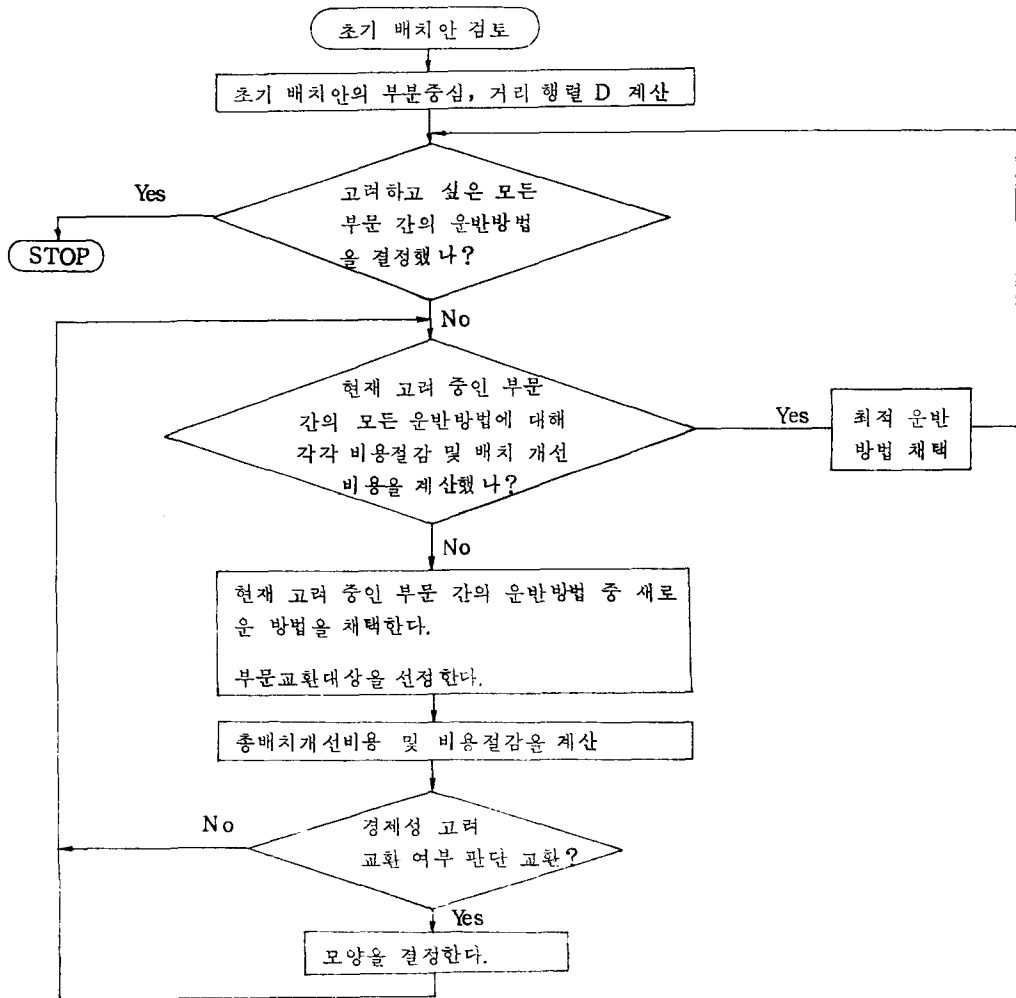 초기 배치안 검토
초기 배치안의 부분중심, 거리 행렬 D 계산
Yes
고려하고 싶은 모든
부문 간의 운반방법
을 결정했나?
STOP
No
현재 고려 중인 부문
간의 모든 운반방법에 대해
각각 비용절감 및 배치 개선
비용을 계산했나?
Yes
최적 운반
방법 채택
No
현재 고려 중인 부문 간의 운반방법 중 새로
운 방법을 채택한다.
부문교환대상을 선정한다.
총배치개선비용 및 비용절감을 계산
No
경제성 고려
교환 여부 판단 교환?
Yes
모양을 결정한다.